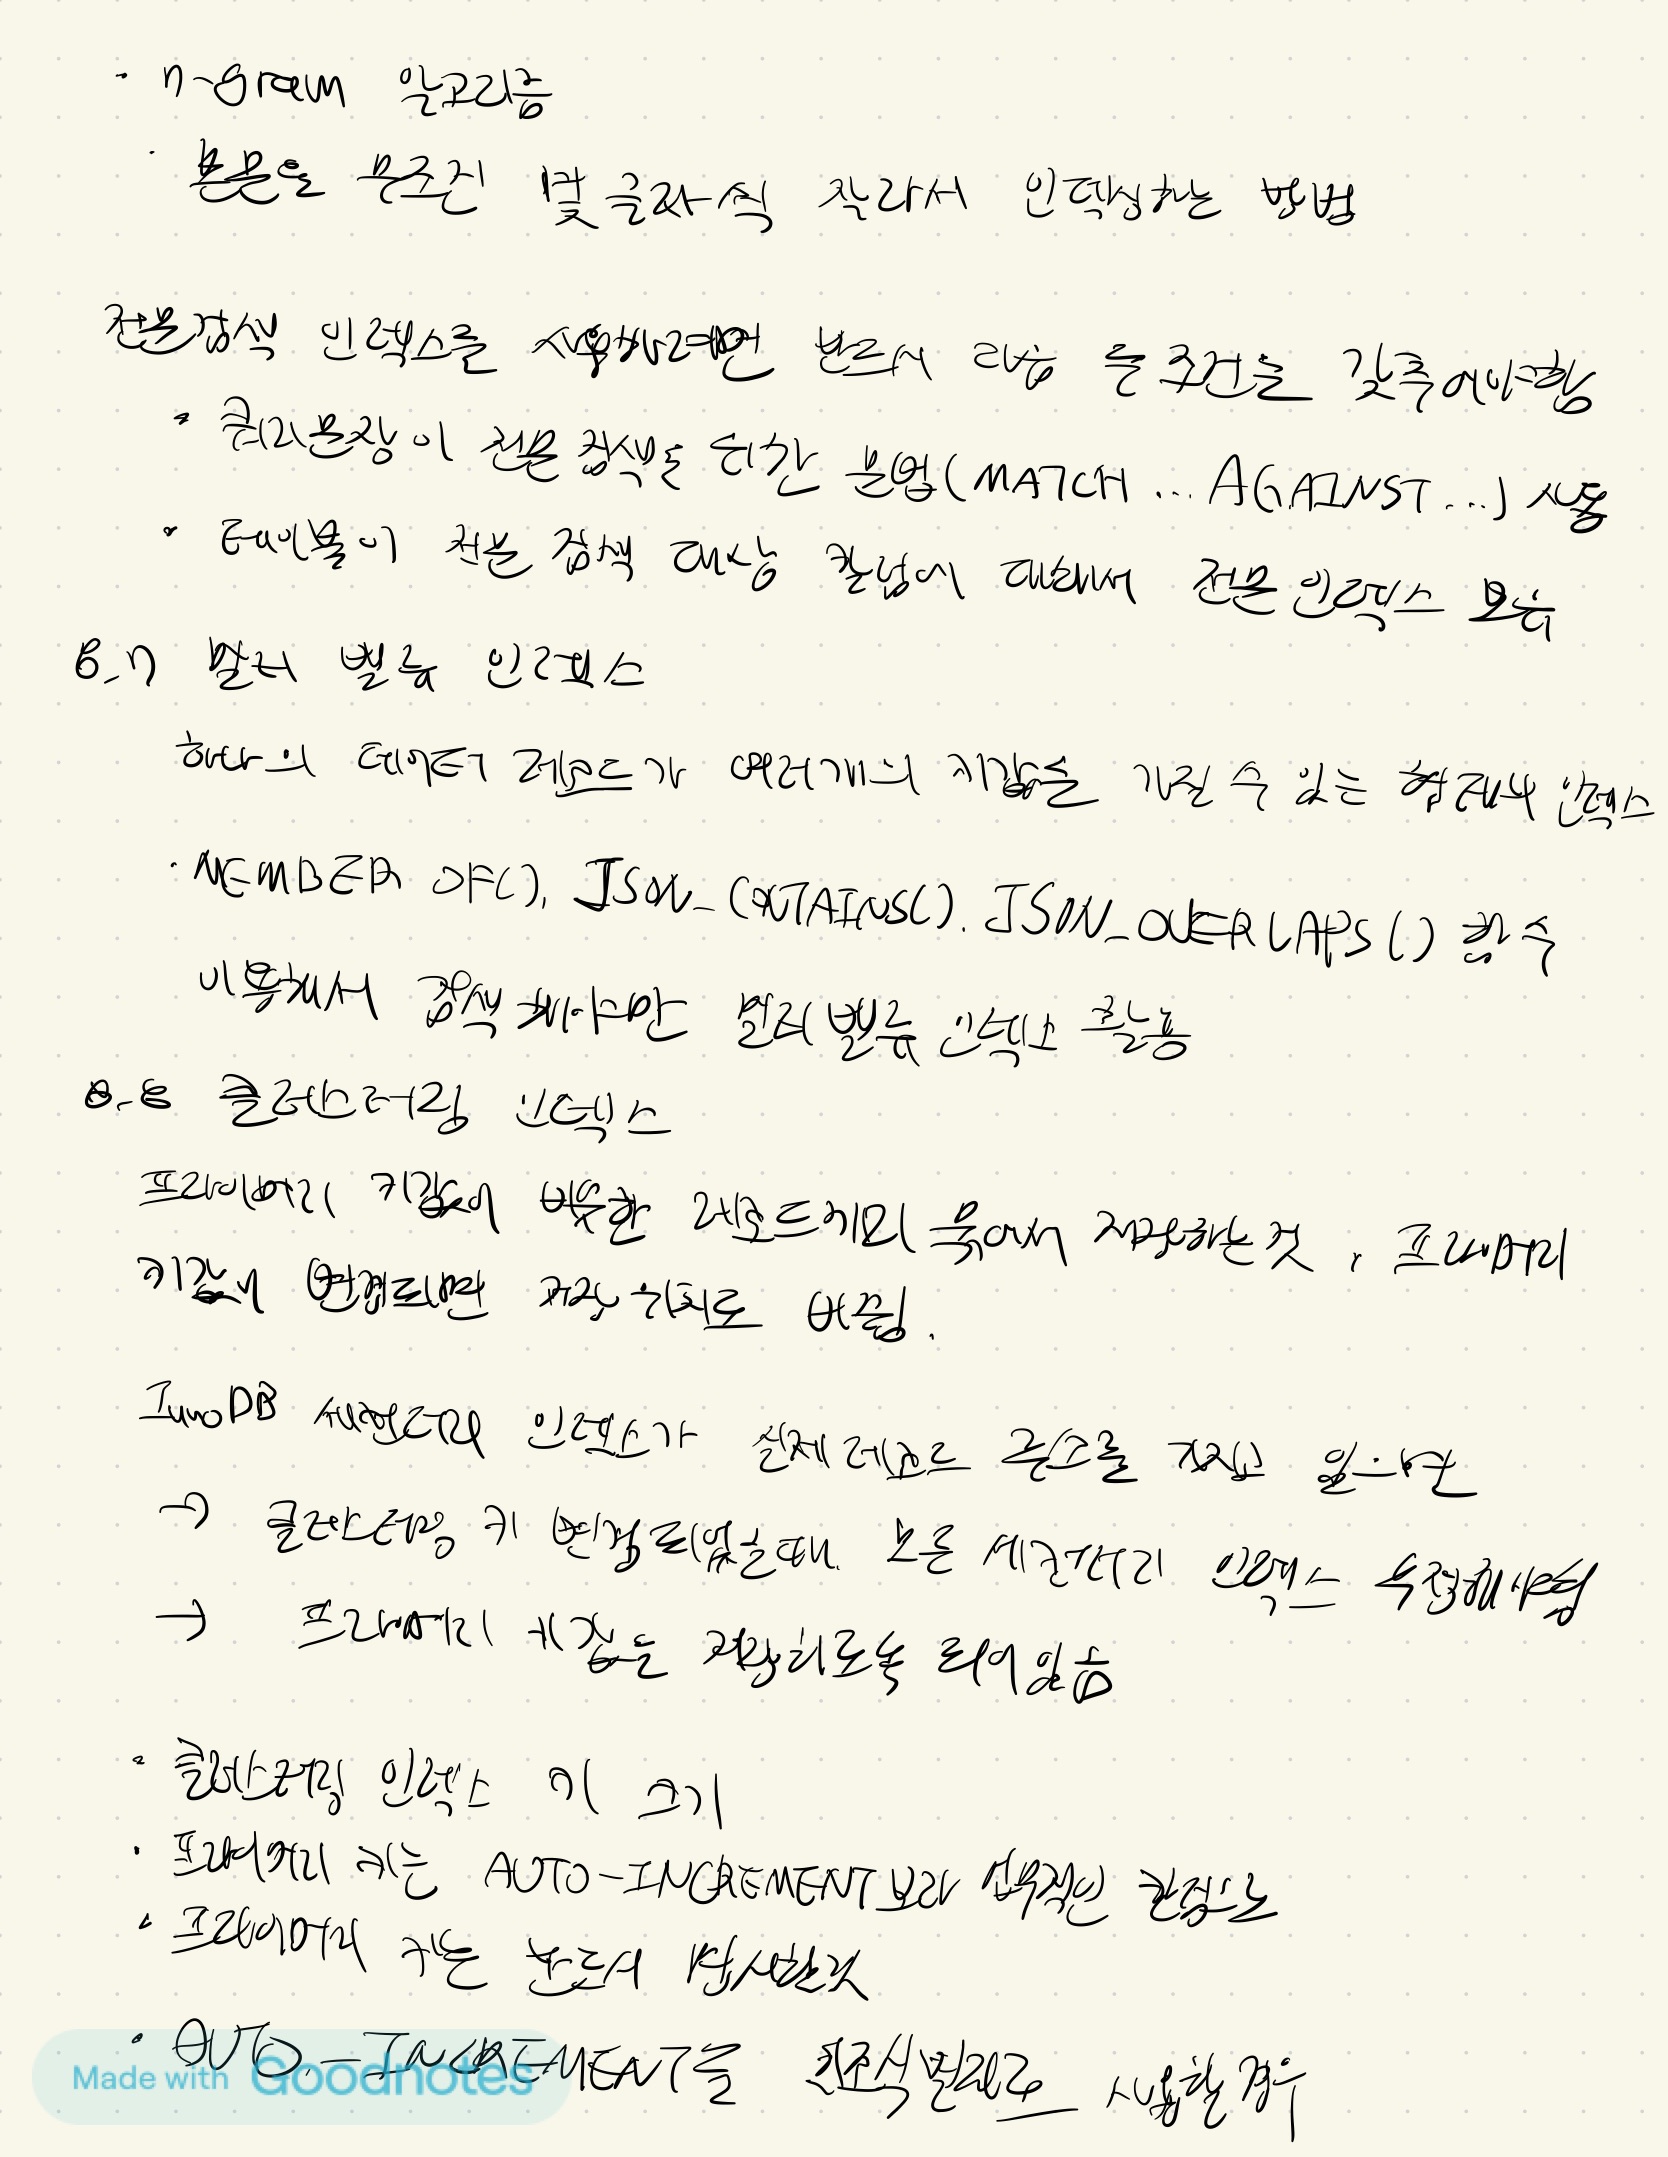 · n-gram 알고리즘
· 본문을 무조건 몇 글자씩 잘라서 인덱싱하는 방법
전문검색 인덱스를 사용하려면 반드시 다음 두 조건을 갖추어야함
· 쿼리문장이 전문검색을 위한 문법(MATCH ... AGAINST ...) 사용
· 테이블이 전문 검색 대상 칼럼에 대해서 전문 인덱스 보유
8.7 멀티 밸류 인덱스
하나의 데이터 레코드가 여러개의 키값을 가질 수 있는 형태의 인덱스
· MEMBER OF(), JSON_CONTAINS(), JSON_OVERLAPS() 함수
이용해서 검색해야만 멀티 밸류 인덱스 활용
8.8 클러스터링 인덱스
프라이머리 키값이 비슷한 레코드끼리 묶어서 저장하는것, 프라이머리
키값이 변경되면 저장 위치도 바뀜.
InnoDB 세컨더리 인덱스가 실제 레코드 주소를 가지고 있으면
→ 클러스터링 키 변경되었을때. 모든 세컨더리 인덱스 수정해야함
→ 프라이머리 키값을 저장하도록 되어있음
· 클러스터링 인덱스 키 크기
· 프라이머리 키는 AUTO-INCREMENT보다 업무적인 칼럼으로
· 프라이머리 키는 반드시 명시할것
· AUTO-INCREMENT를 인조식별자로 사용할 경우
Made with Goodnotes